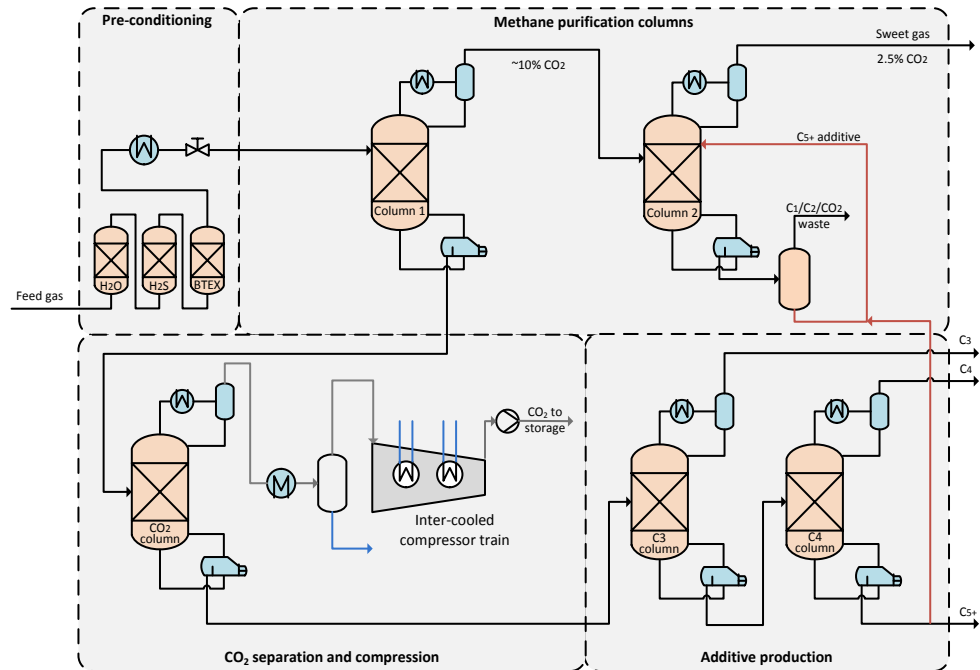 Pre-conditioning
Methane purification columns
Sweet gas
~10% CO2
2.5% CO2
C5+ additive
Column 1
Column 2
C1/C2/CO2
waste
H2O
H2S
BTEX
Feed gas
C3
C4
CO2 to
storage
Inter-cooled
compressor train
CO2
column
C3
column
C4
column
C5+
CO2 separation and compression
Additive production